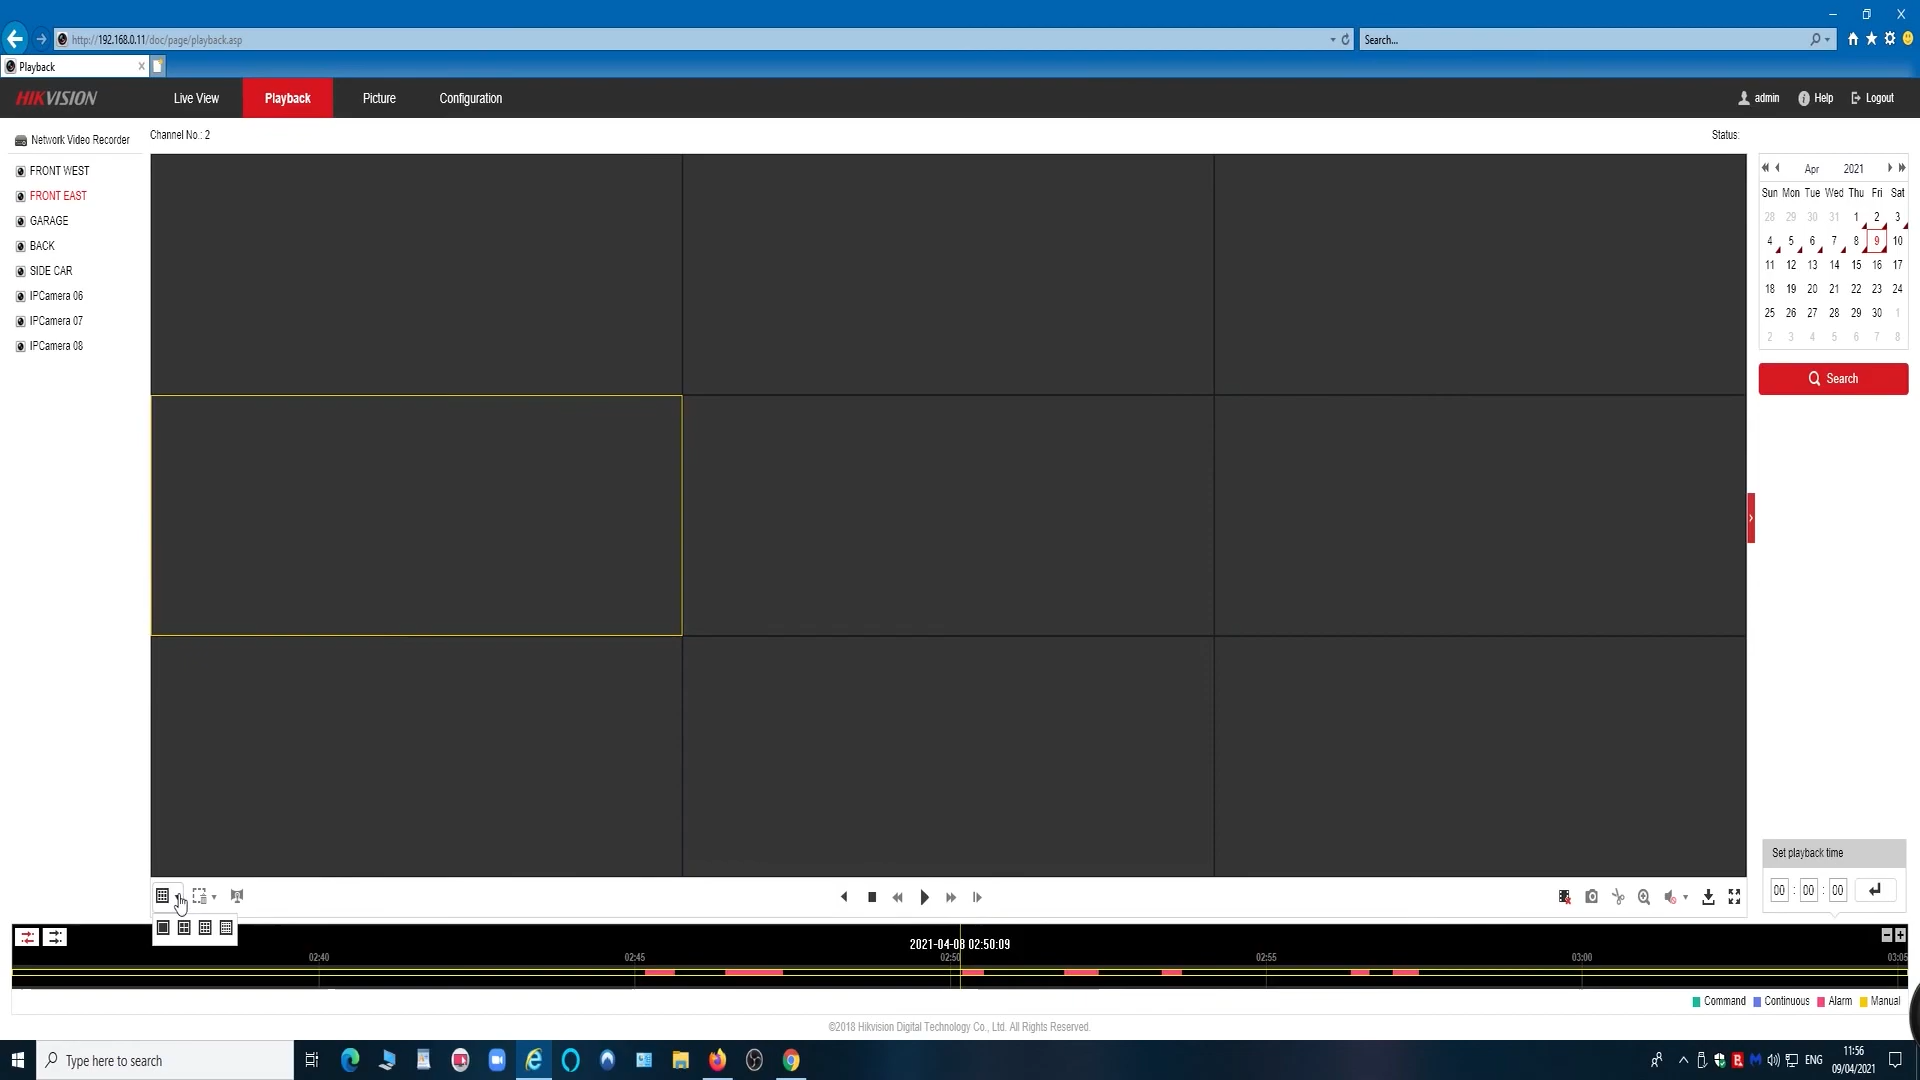 http://192.168.0.11/doc/page/playback.asp
Search...
Playback
HIKVISION
Live View
Playback
Picture
Configuration
admin
Help
Logout
Network Video Recorder
Channel No.: 2
Status:
FRONT WEST
FRONT EAST
GARAGE
BACK
SIDE CAR
IPCamera 06
IPCamera 07
IPCamera 08
Apr 2021
Sun Mon Tue Wed Thu Fri Sat
28 29 30 31 1 2 3
4 5 6 7 8 9 10
11 12 13 14 15 16 17
18 19 20 21 22 23 24
25 26 27 28 29 30 1
2 3 4 5 6 7 8
Search
Set playback time
00 : 00 : 00
2021-04-08 02:50:09
02:40 02:45 02:50 02:55 03:00 03:05
Command Continuous Alarm Manual
©2018 Hikvision Digital Technology Co., Ltd. All Rights Reserved.
Type here to search
ENG
11:56
09/04/2021